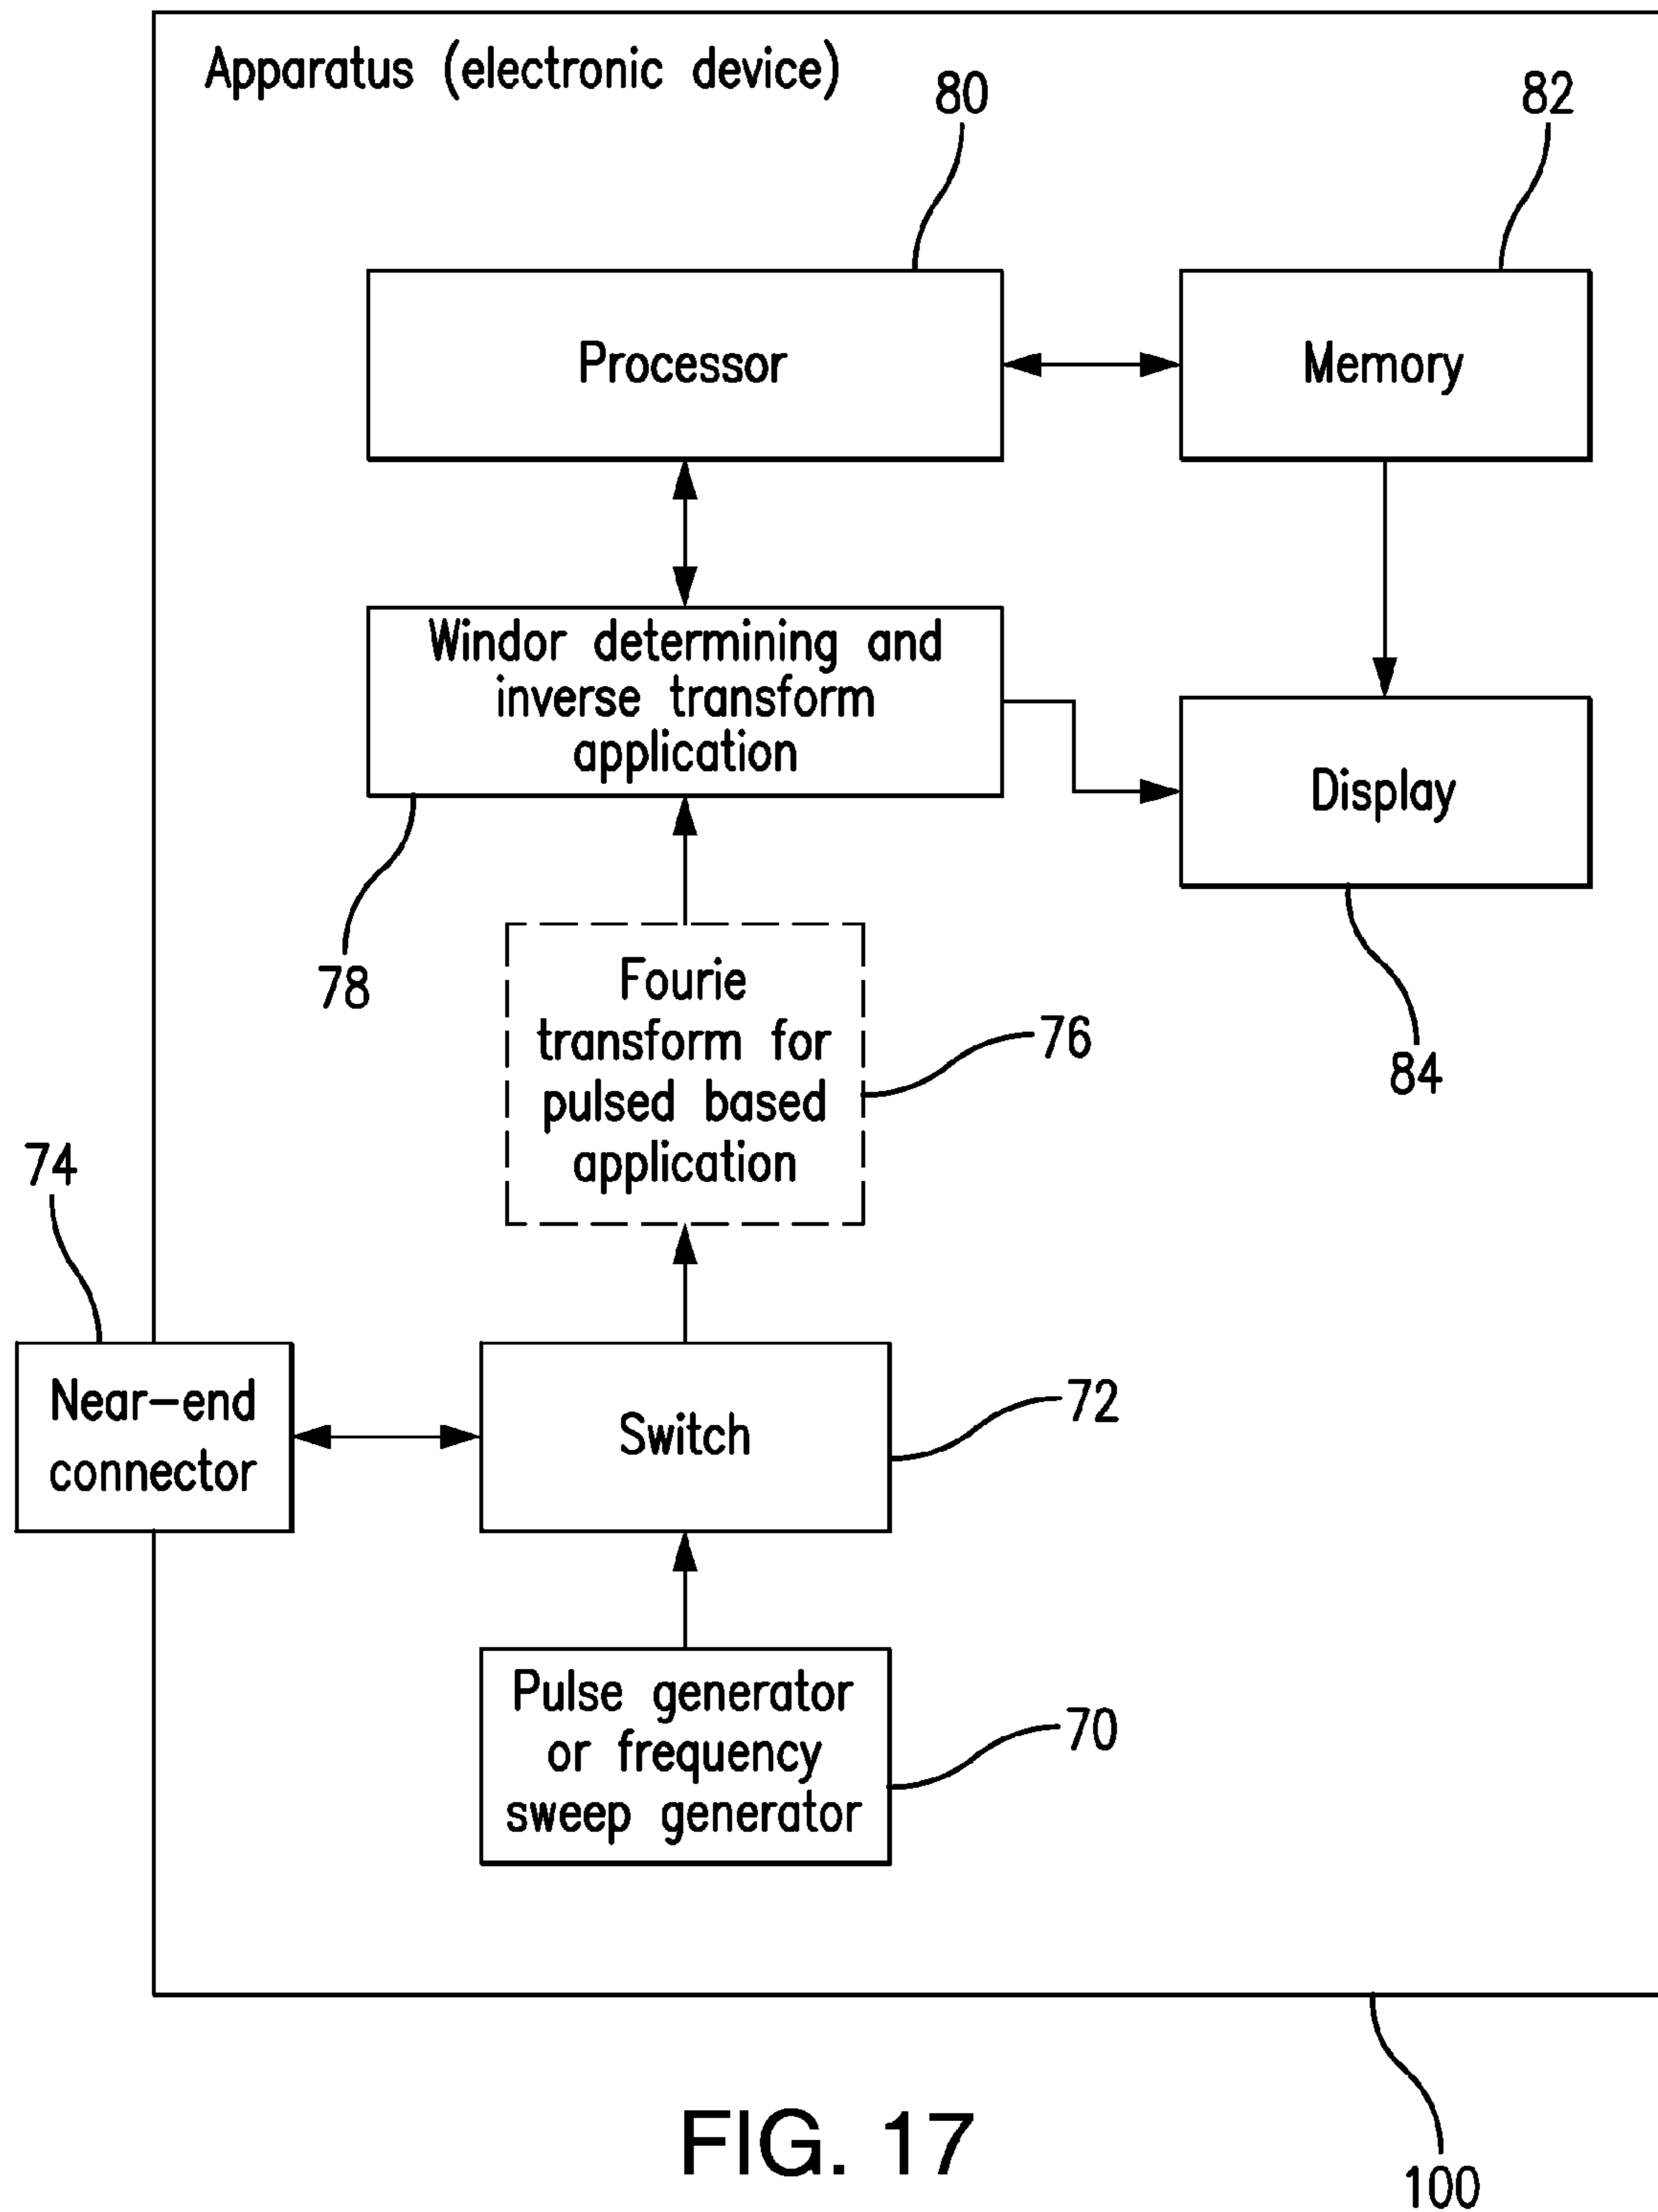 Apparatus (electronic device)
80
82
Processor
Memory
Windor determining and
inverse transform
application
Display
78
Fourie
transform for
pulsed based
application
76
84
74
Near-end
connector
Switch
72
Pulse generator
or frequency
sweep generator
70
100
FIG. 17